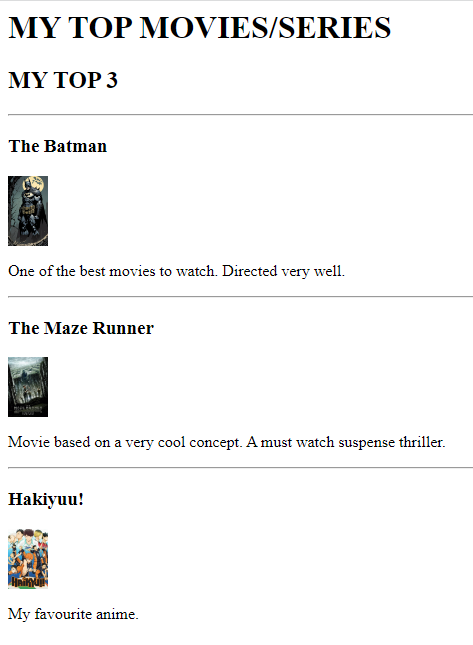 MY TOP MOVIES/SERIES
MY TOP 3
The Batman
One of the best movies to watch. Directed very well.
The Maze Runner
Movie based on a very cool concept. A must watch suspense thriller.
Hakiyuu!
HAIKYU!!
My favourite anime.